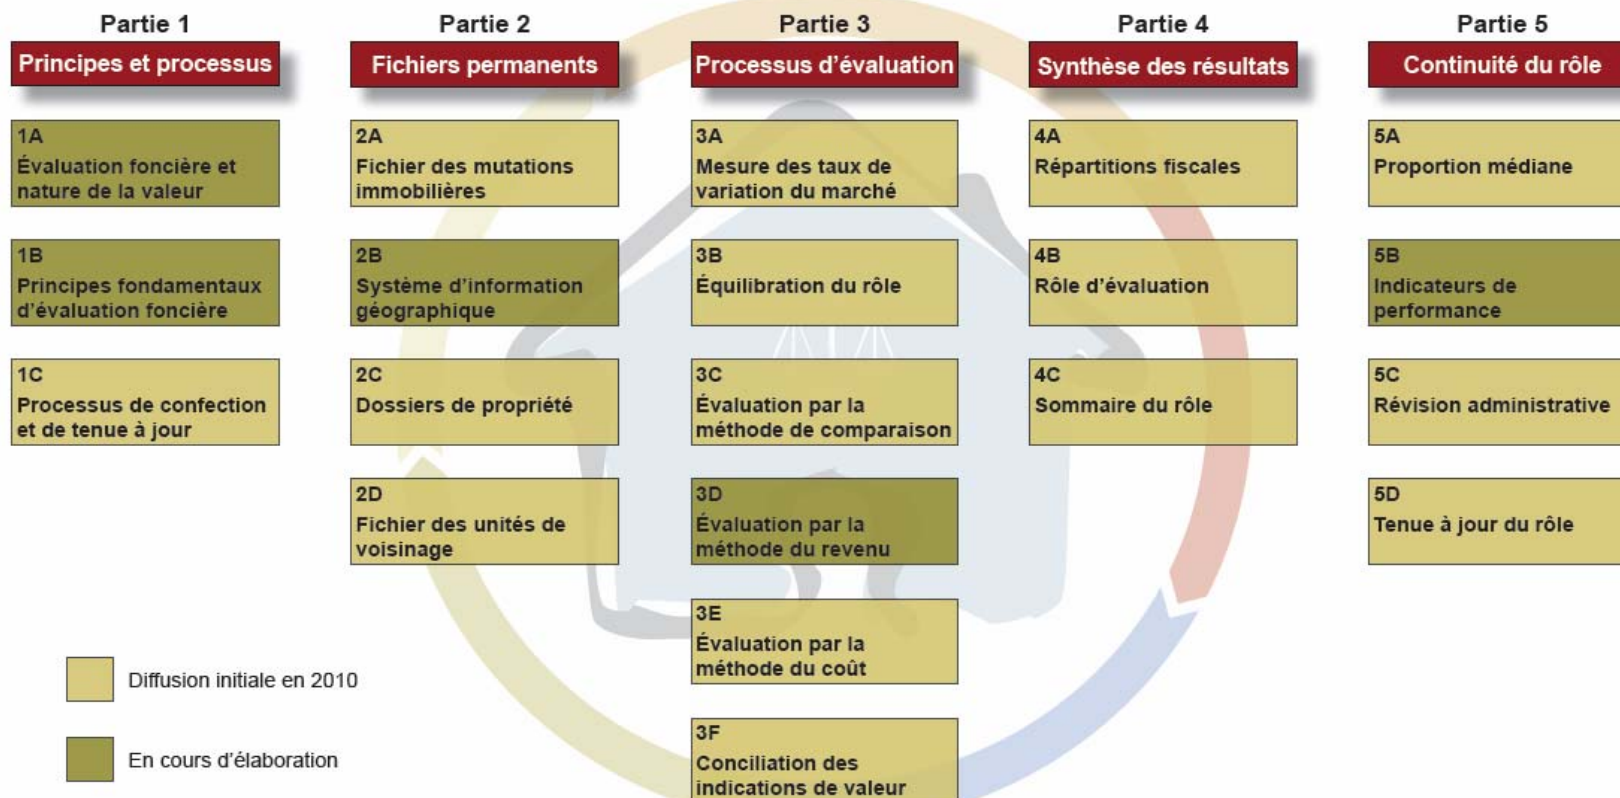 Partie 1
Principes et processus
1A
Évaluation foncière et
nature de la valeur
1B
Principes fondamentaux
d’évaluation foncière
1C
Processus de confection
et de tenue à jour
Partie 2
Fichiers permanents
2A
Fichier des mutations
immobilières
2B
Système d’information
géographique
2C
Dossiers de propriété
2D
Fichier des unités de
voisinage
Partie 3
Processus d’évaluation
3A
Mesure des taux de
variation du marché
3B
Équilibration du rôle
3C
Évaluation par la
méthode de comparaison
3D
Évaluation par la
méthode du revenu
3E
Évaluation par la
méthode du coût
3F
Conciliation des
indications de valeur
Partie 4
Synthèse des résultats
4A
Répartitions fiscales
4B
Rôle d’évaluation
4C
Sommaire du rôle
Partie 5
Continuité du rôle
5A
Proportion médiane
5B
Indicateurs de
performance
5C
Révision administrative
5D
Tenue à jour du rôle
Diffusion initiale en 2010
En cours d’élaboration